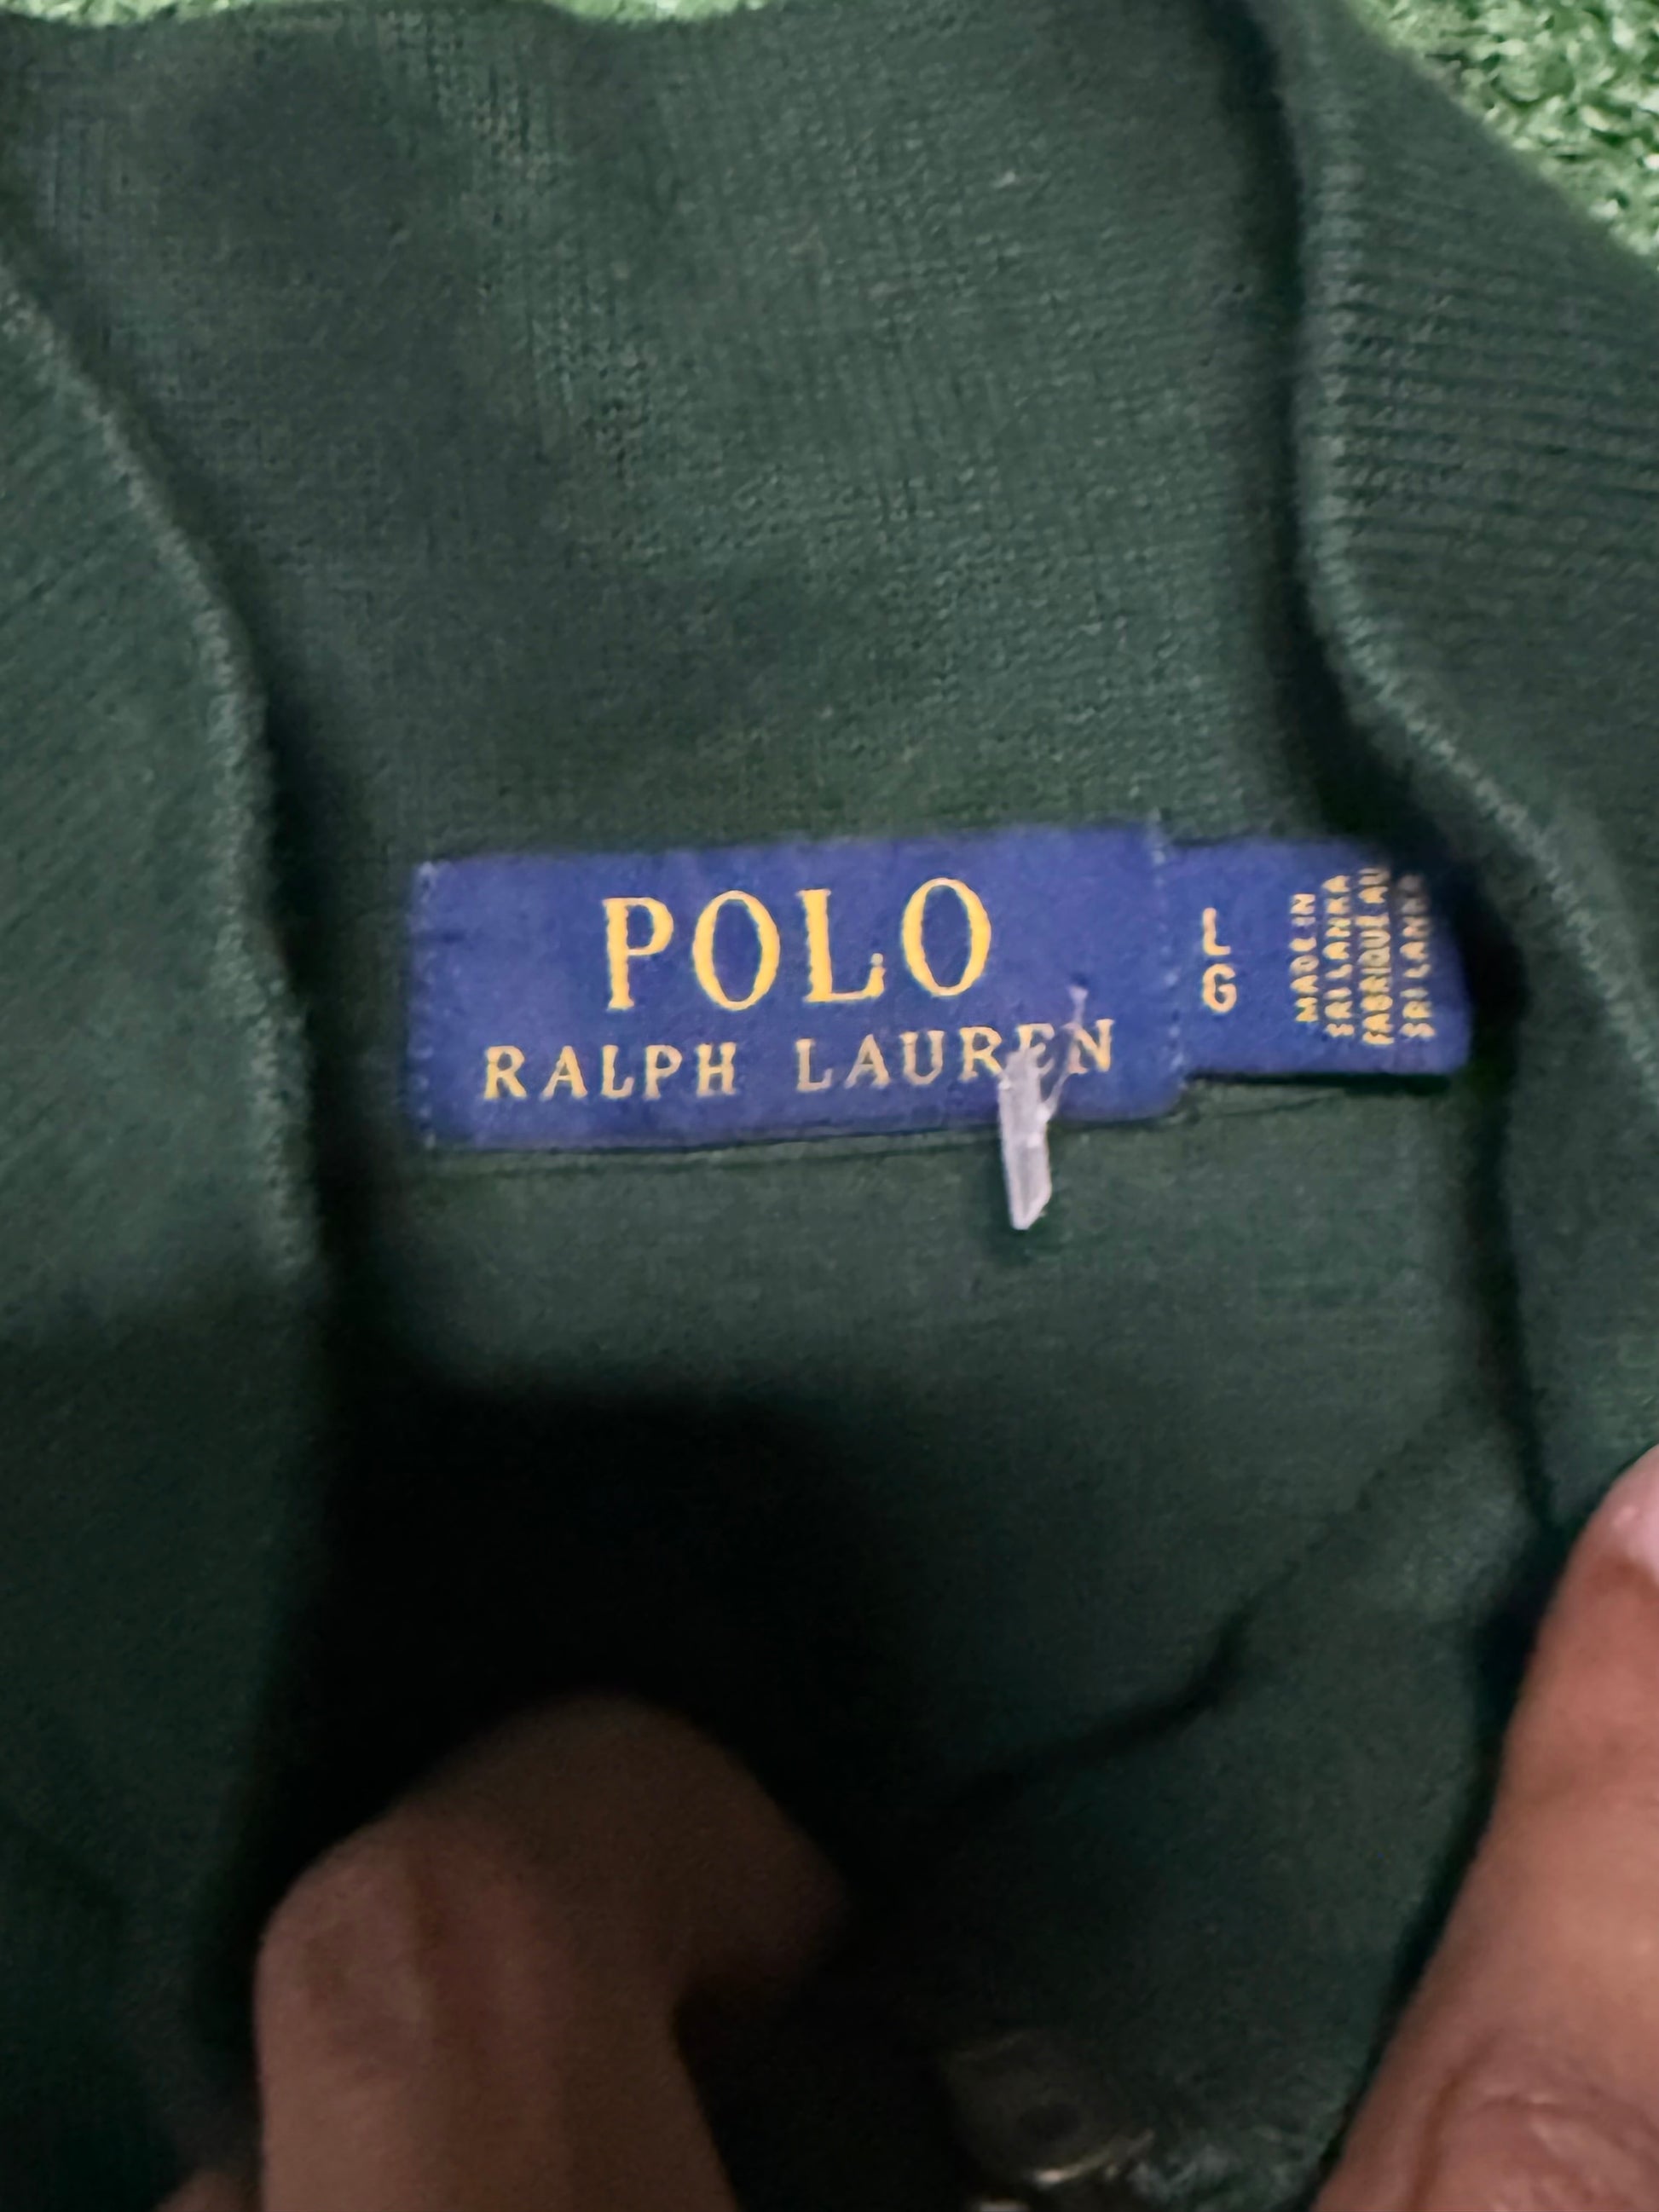 POLO
RALPH LAUREN
L
G
MADE IN
SRI LANKA
FABRIQUÉ AU
SRI LANKA